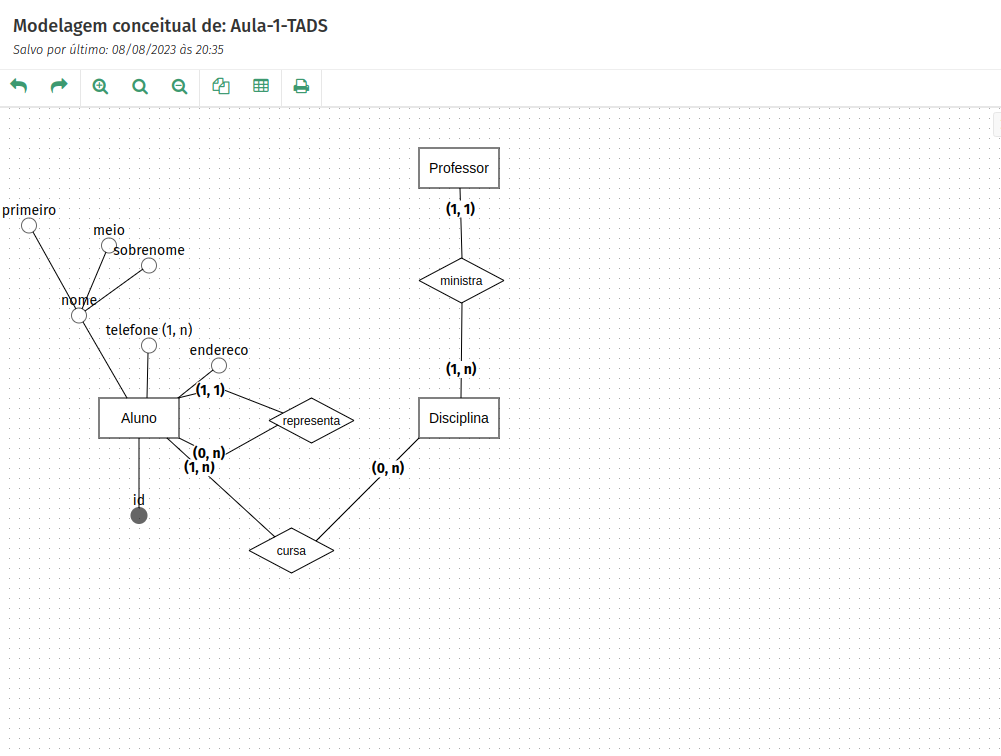 Modelagem conceitual de: Aula-1-TADS
Salvo por último: 08/08/2023 às 20:35
Professor
(1, 1)
primeiro
meio
sobrenome
ministra
nome
telefone (1, n)
endereco
(1, n)
(1, 1)
Aluno
representa
Disciplina
(0, n)
(1, n)
(0, n)
id
cursa